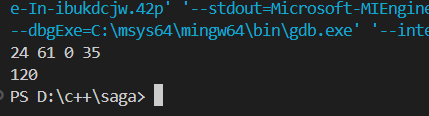 e-In-ibukdcjw.42p' '--stdout=Microsoft-MIEngine
--dbgExe=C:\msys64\mingw64\bin\gdb.exe' '--inte
24 61 0 35
120
PS D:\c++\saga>